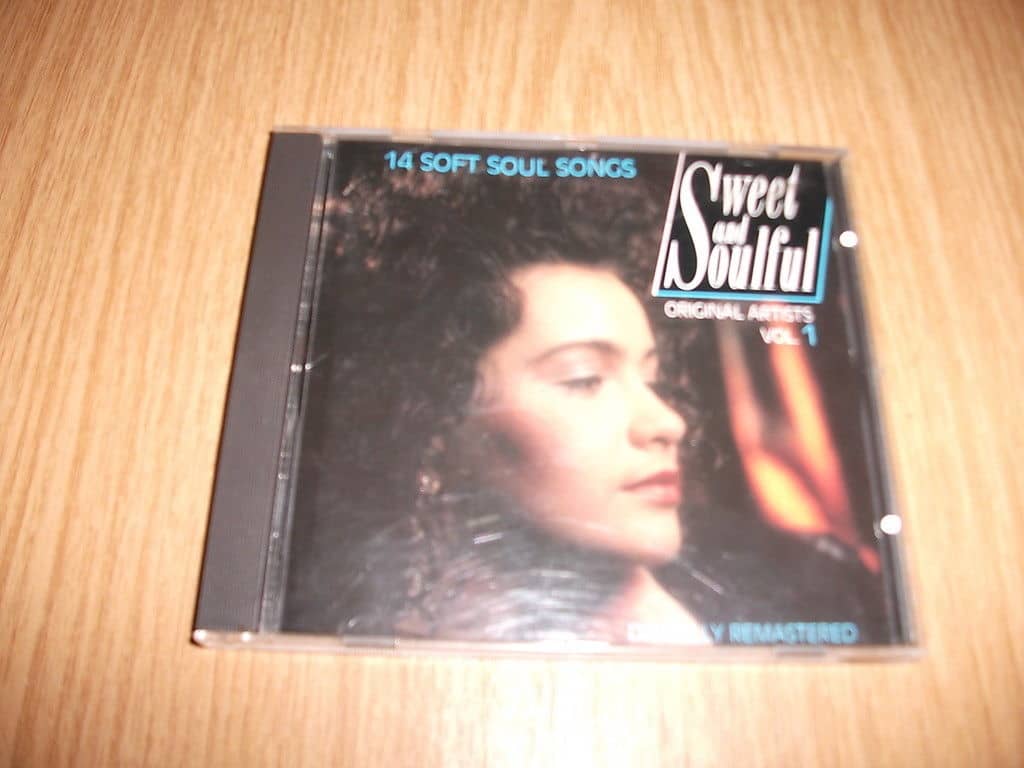 14 SOFT SOUL SONGS
Sweet
and
Soulful
ORIGINAL ARTISTS
VOL. 1
REMASTERED